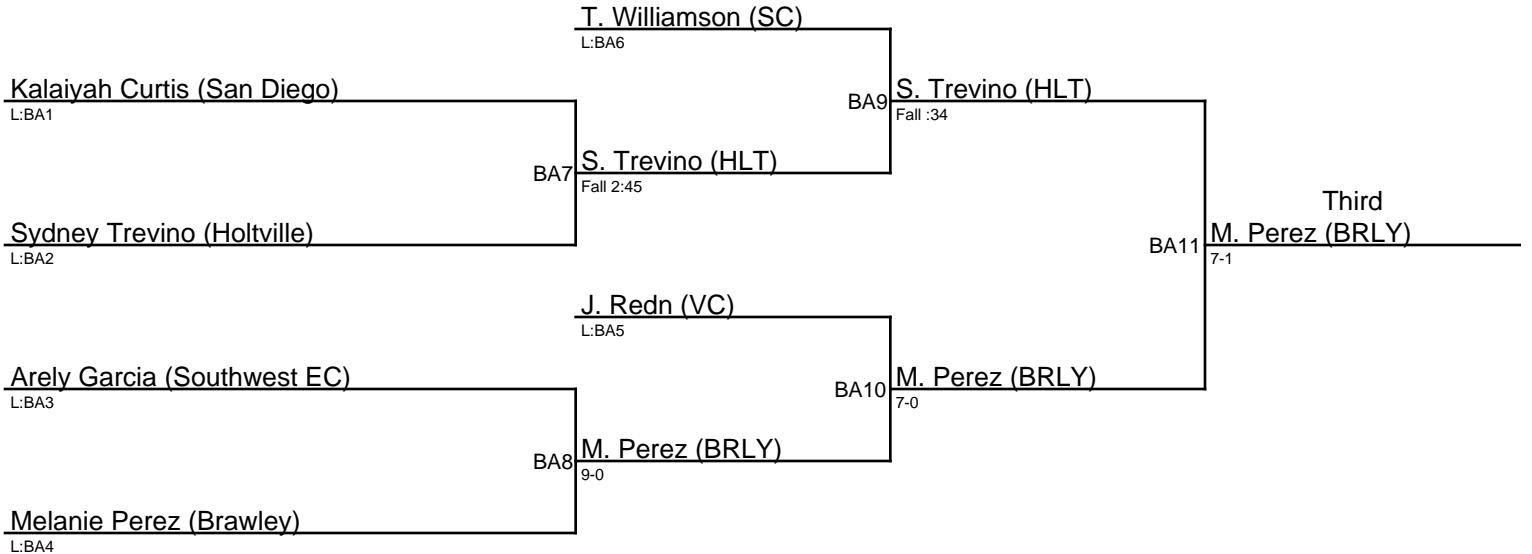 T. Williamson (SC)
L:BA6
Kalaiyah Curtis (San Diego)
L:BA1
BA9
S. Trevino (HLT)
Fall :34
BA7
S. Trevino (HLT)
Fall 2:45
Third
Sydney Trevino (Holtville)
L:BA2
BA11
M. Perez (BRLY)
7-1
J. Redn (VC)
L:BA5
Arely Garcia (Southwest EC)
L:BA3
BA10
M. Perez (BRLY)
7-0
BA8
M. Perez (BRLY)
9-0
Melanie Perez (Brawley)
L:BA4